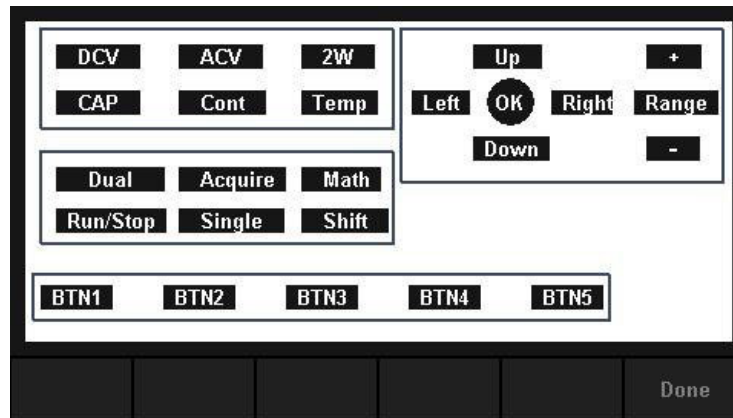 DCV ACV 2W
CAP Cont Temp
Up +
Left OK Right Range
Down -
Dual Acquire Math
Run/Stop Single Shift
BTN1 BTN2 BTN3 BTN4 BTN5
Done